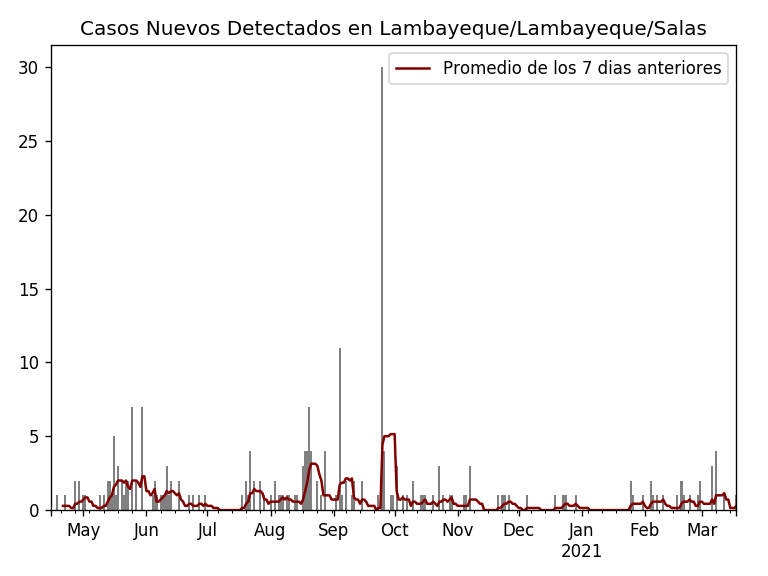 Casos Nuevos Detectados en Lambayeque/Lambayeque/Salas
Promedio de los 7 dias anteriores
30
25
20
15
10
5
0
May Jun Jul Aug Sep Oct Nov Dec Jan Feb Mar
2021